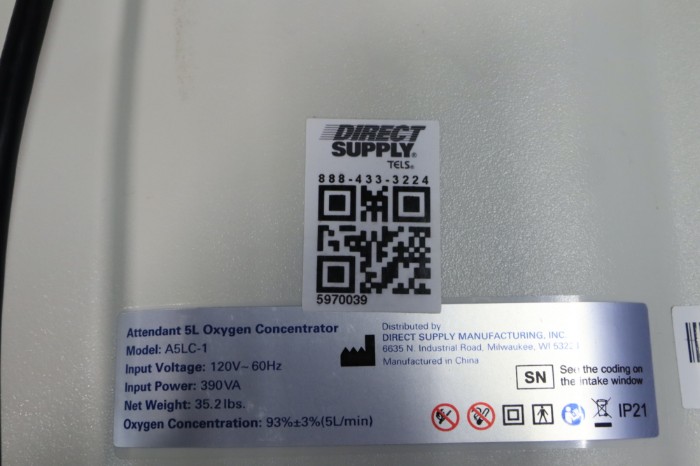 DIRECT
SUPPLY®
TELS®
888-433-3224
5970039
Attendant 5L Oxygen Concentrator
Model: A5LC-1
Input Voltage: 120V~60Hz
Input Power: 390VA
Net Weight: 35.2lbs.
Oxygen Concentration: 93%±3%(5L/min)
Distributed by
DIRECT SUPPLY MANUFACTURING, INC.
6635 N. Industrial Road, Milwaukee, WI 53223
Manufactured in China
SN
See the coding on
the intake window
IP21